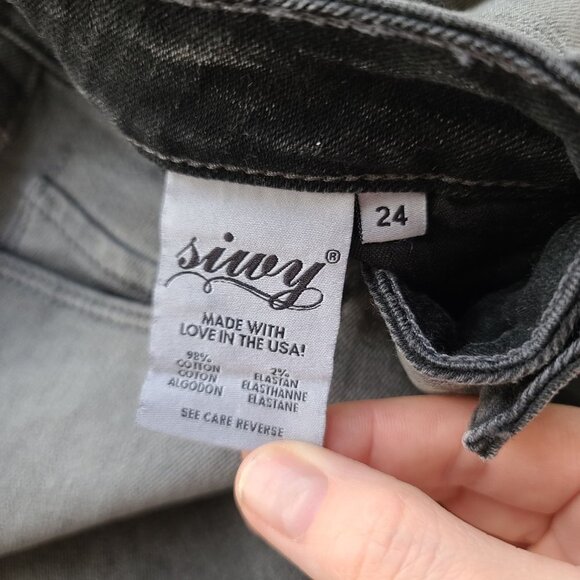 siwy®
24
MADE WITH
LOVE IN THE USA!
98% 2%
COTTON ELASTAN
COTON ELASTHANNE
ALGODON ELASTANE
SEE CARE REVERSE